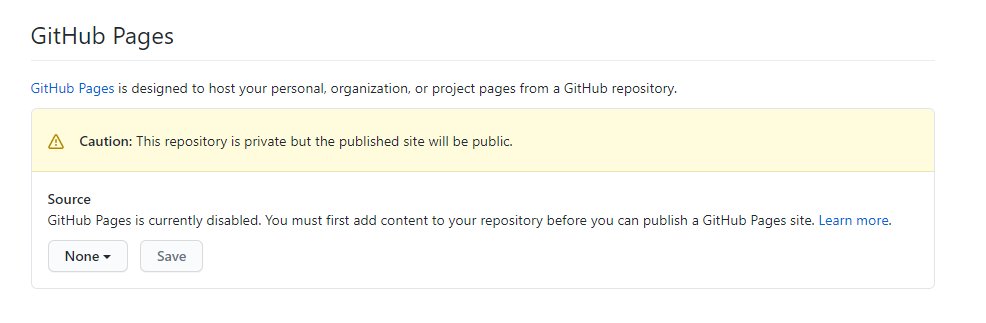 GitHub Pages
GitHub Pages is designed to host your personal, organization, or project pages from a GitHub repository.
Caution: This repository is private but the published site will be public.
Source
GitHub Pages is currently disabled. You must first add content to your repository before you can publish a GitHub Pages site. Learn more.
None
Save